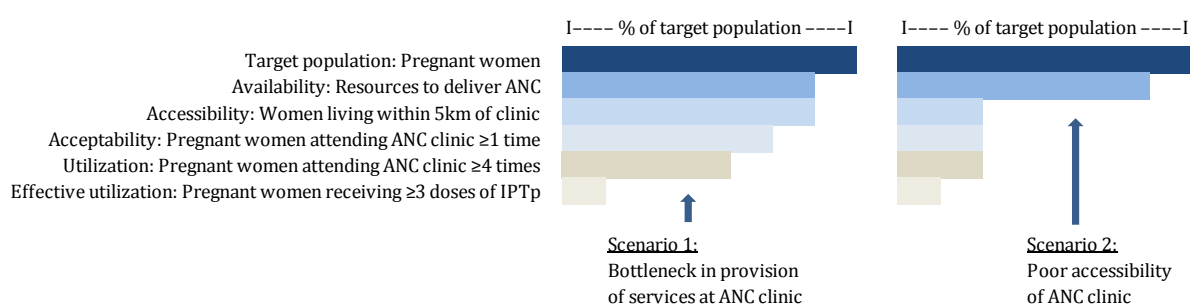 I---- % of target population ----I
I---- % of target population ----I
Target population: Pregnant women
Availability: Resources to deliver ANC
Accessibility: Women living within 5km of clinic
Acceptability: Pregnant women attending ANC clinic ≥1 time
Utilization: Pregnant women attending ANC clinic ≥4 times
Effective utilization: Pregnant women receiving ≥3 doses of IPTp
Scenario 1:
Bottleneck in provision
of services at ANC clinic
Scenario 2:
Poor accessibility
of ANC clinic